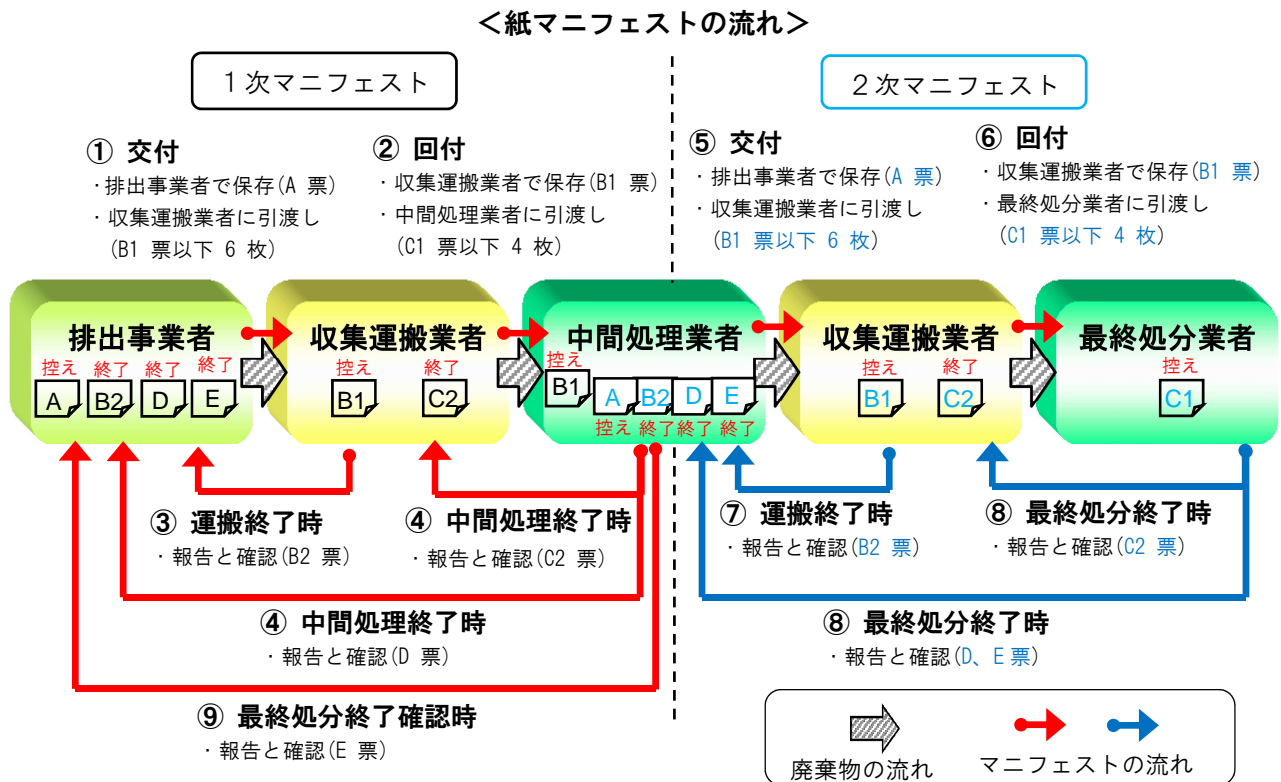 ＜紙マニフェストの流れ＞
１次マニフェスト
２次マニフェスト
① 交付
・排出事業者で保存(A 票)
・収集運搬業者に引渡し
(B1 票以下 6 枚)
② 回付
・収集運搬業者で保存(B1 票)
・中間処理業者に引渡し
(C1 票以下 4 枚)
⑤ 交付
・排出事業者で保存(A 票)
・収集運搬業者に引渡し
(B1 票以下 6 枚)
⑥ 回付
・収集運搬業者で保存(B1 票)
・最終処分業者に引渡し
(C1 票以下 4 枚)
排出事業者
控え 終了 終了 終了
A B2 D E
収集運搬業者
控え 終了
B1 C2
中間処理業者
控え
B1
A B2 D E
控え 終了 終了 終了
収集運搬業者
控え 終了
B1 C2
最終処分業者
控え
C1
③ 運搬終了時
・報告と確認(B2 票)
④ 中間処理終了時
・報告と確認(C2 票)
⑦ 運搬終了時
・報告と確認(B2 票)
⑧ 最終処分終了時
・報告と確認(C2 票)
④ 中間処理終了時
・報告と確認(D 票)
⑧ 最終処分終了時
・報告と確認(D、E 票)
⑨ 最終処分終了確認時
・報告と確認(E 票)
廃棄物の流れ
マニフェストの流れ